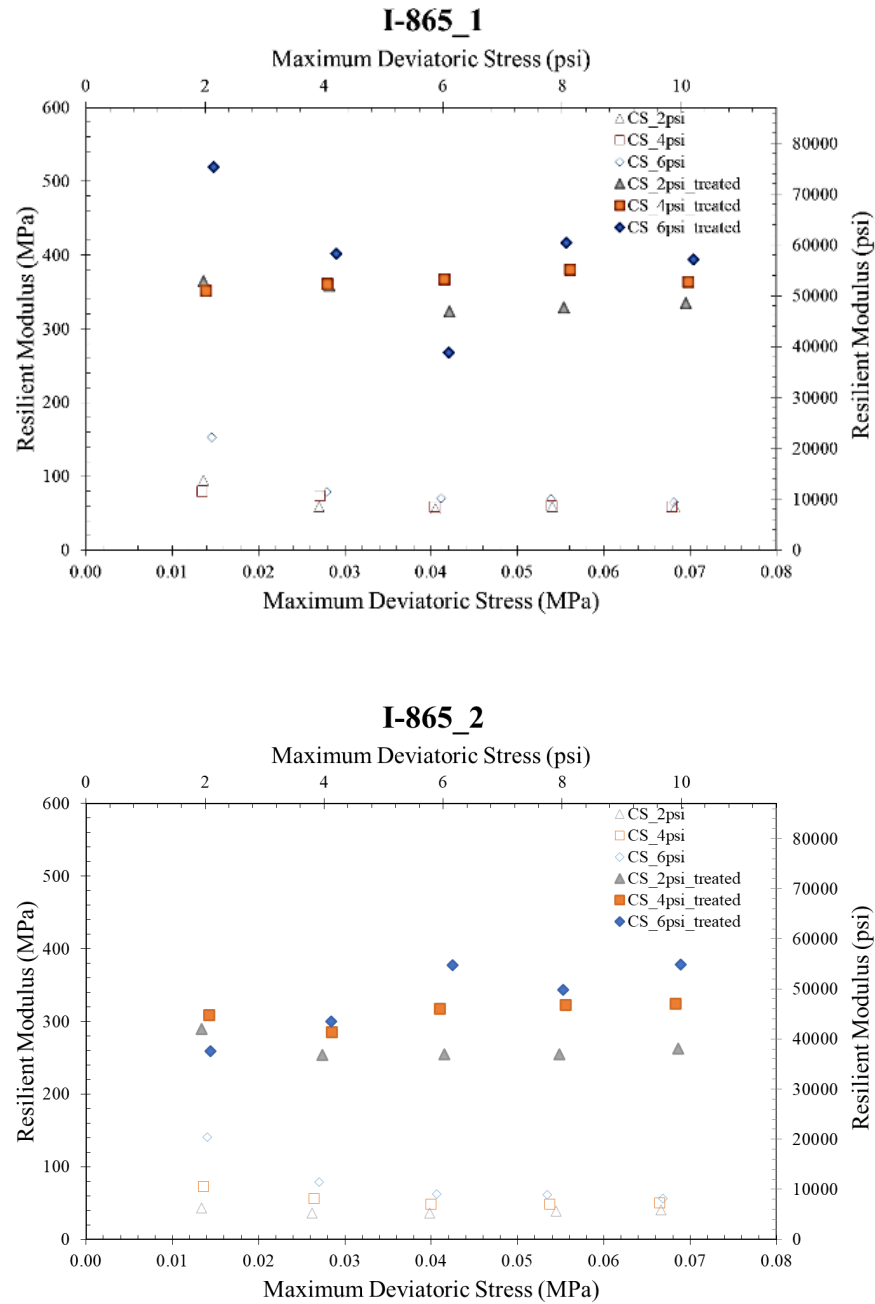 I-865_1
Maximum Deviatoric Stress (psi)
0 2 4 6 8 10
600
500
400
300
200
100
0
Resilient Modulus (MPa)
CS_2psi
CS_4psi
CS_6psi
CS_2psi_treated
CS_4psi_treated
CS_6psi_treated
80000
70000
60000
50000
40000
30000
20000
10000
0
Resilient Modulus (psi)
0.00 0.01 0.02 0.03 0.04 0.05 0.06 0.07 0.08
Maximum Deviatoric Stress (MPa)
I-865_2
Maximum Deviatoric Stress (psi)
0 2 4 6 8 10
600
500
400
300
200
100
0
Resilient Modulus (MPa)
CS_2psi
CS_4psi
CS_6psi
CS_2psi_treated
CS_4psi_treated
CS_6psi_treated
80000
70000
60000
50000
40000
30000
20000
10000
0
Resilient Modulus (psi)
0.00 0.01 0.02 0.03 0.04 0.05 0.06 0.07 0.08
Maximum Deviatoric Stress (MPa)